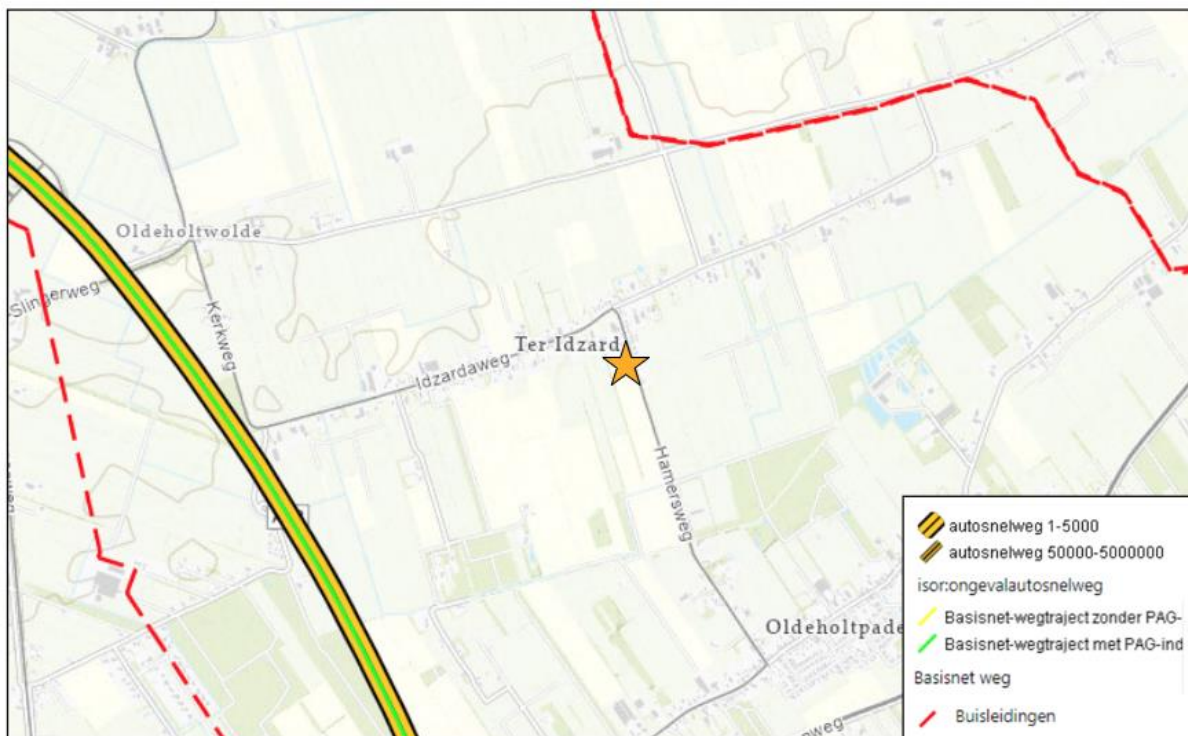 Oldeholtwolde
Slingerweg
Kerkweg
Ter Idzard
Idzardaweg
Hamersweg
Oldeholtpade
autosnelweg 1-5000
autosnelweg 50000-5000000
isor:ongevalautosnelweg
Basisnet-wegtraject zonder PAG-
Basisnet-wegtraject met PAG-ind
Basisnet weg
Buisleidingen